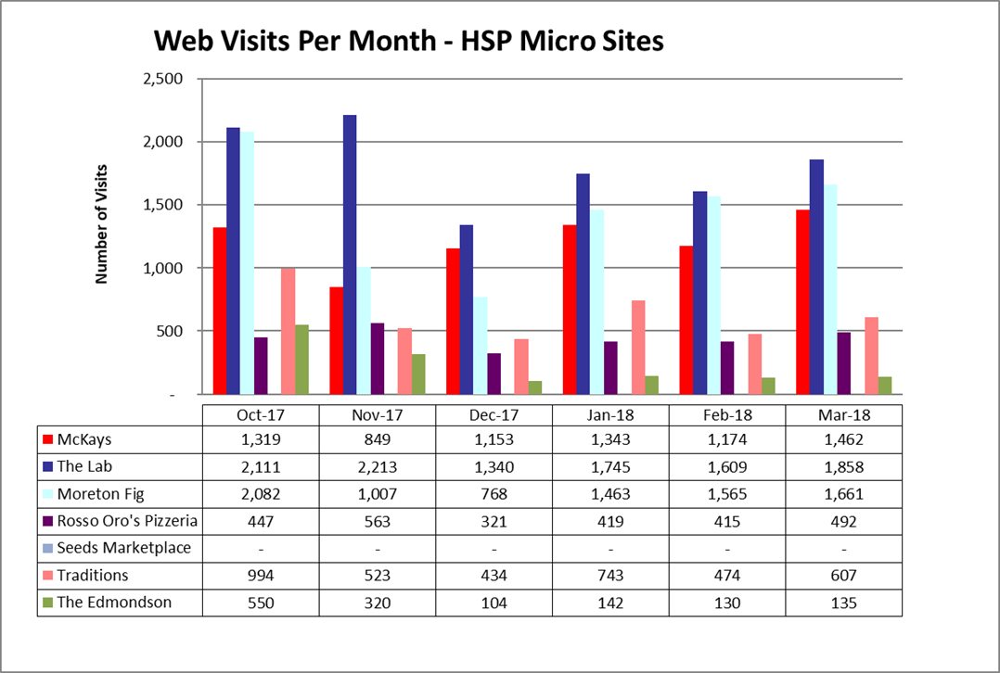 Web Visits Per Month - HSP Micro Sites
2,500
2,000
1,500
1,000
500
-
Number of Visits
Oct-17 Nov-17 Dec-17 Jan-18 Feb-18 Mar-18
McKays 1,319 849 1,153 1,343 1,174 1,462
The Lab 2,111 2,213 1,340 1,745 1,609 1,858
Moreton Fig 2,082 1,007 768 1,463 1,565 1,661
Rosso Oro's Pizzeria 447 563 321 419 415 492
Seeds Marketplace - - - - - -
Traditions 994 523 434 743 474 607
The Edmondson 550 320 104 142 130 135